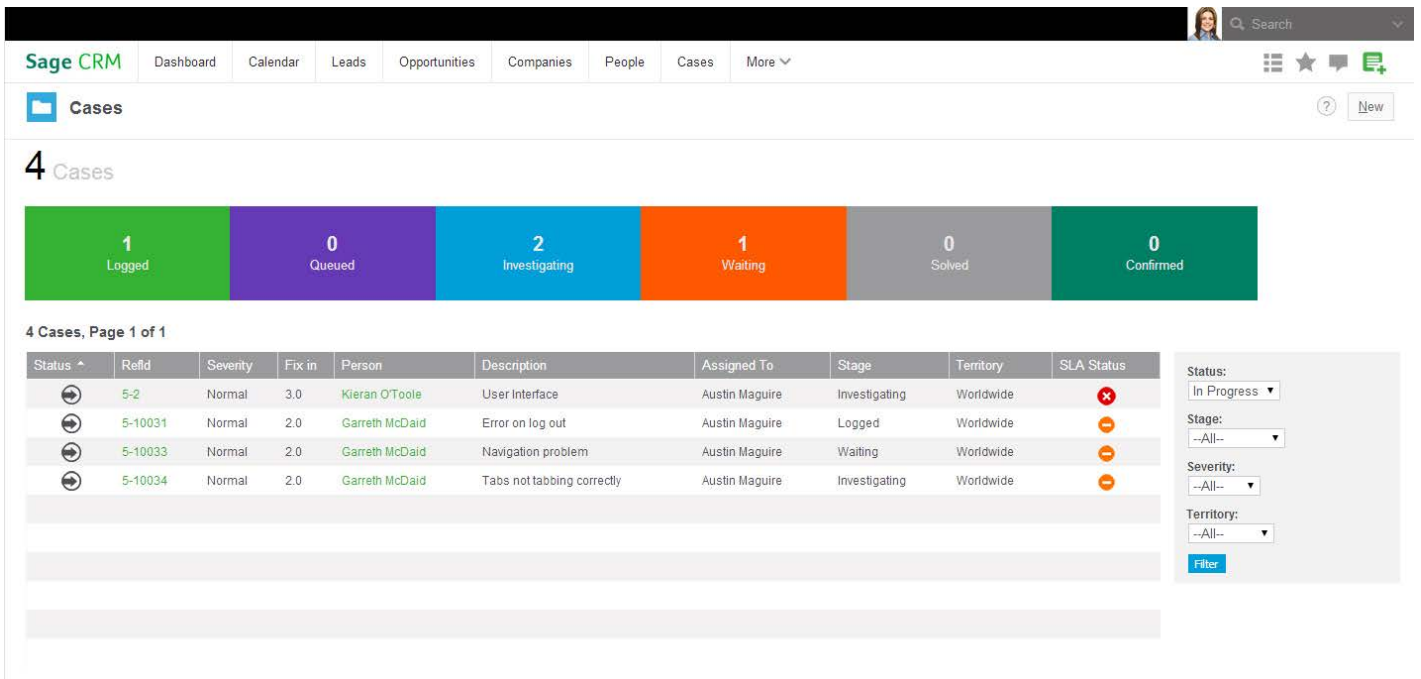 Search
Sage CRM Dashboard Calendar Leads Opportunities Companies People Cases More
Cases ? New
4 Cases
1 0 2 1 0 0
Logged Queued Investigating Waiting Solved Confirmed
4 Cases, Page 1 of 1
Status RefId Severity Fix in Person Description Assigned To Stage Territory SLA Status
5-2 Normal 3.0 Kieran O'Toole User Interface Austin Maguire Investigating Worldwide
5-10031 Normal 2.0 Garreth McDaid Error on log out Austin Maguire Logged Worldwide
5-10033 Normal 2.0 Garreth McDaid Navigation problem Austin Maguire Waiting Worldwide
5-10034 Normal 2.0 Garreth McDaid Tabs not tabbing correctly Austin Maguire Investigating Worldwide
Status:
In Progress
Stage:
--All--
Severity:
--All--
Territory:
--All--
Filter